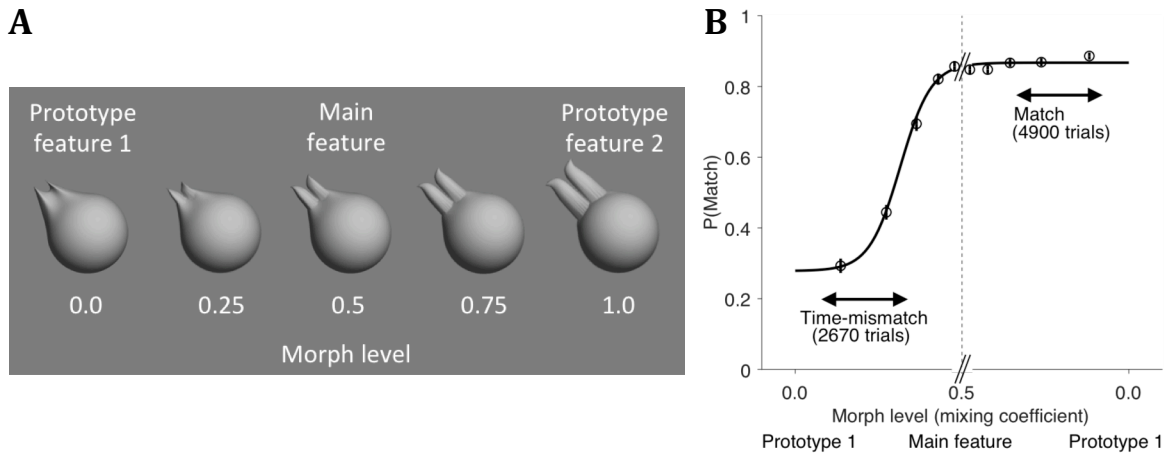 A
Prototype feature 1
Main feature
Prototype feature 2
0.0
0.25
0.5
0.75
1.0
Morph level
B
P(Match)
1
0.8
0.6
0.4
0.2
0
Match
(4900 trials)
Time-mismatch
(2670 trials)
0.0
0.5
0.0
Morph level (mixing coefficient)
Prototype 1
Main feature
Prototype 1